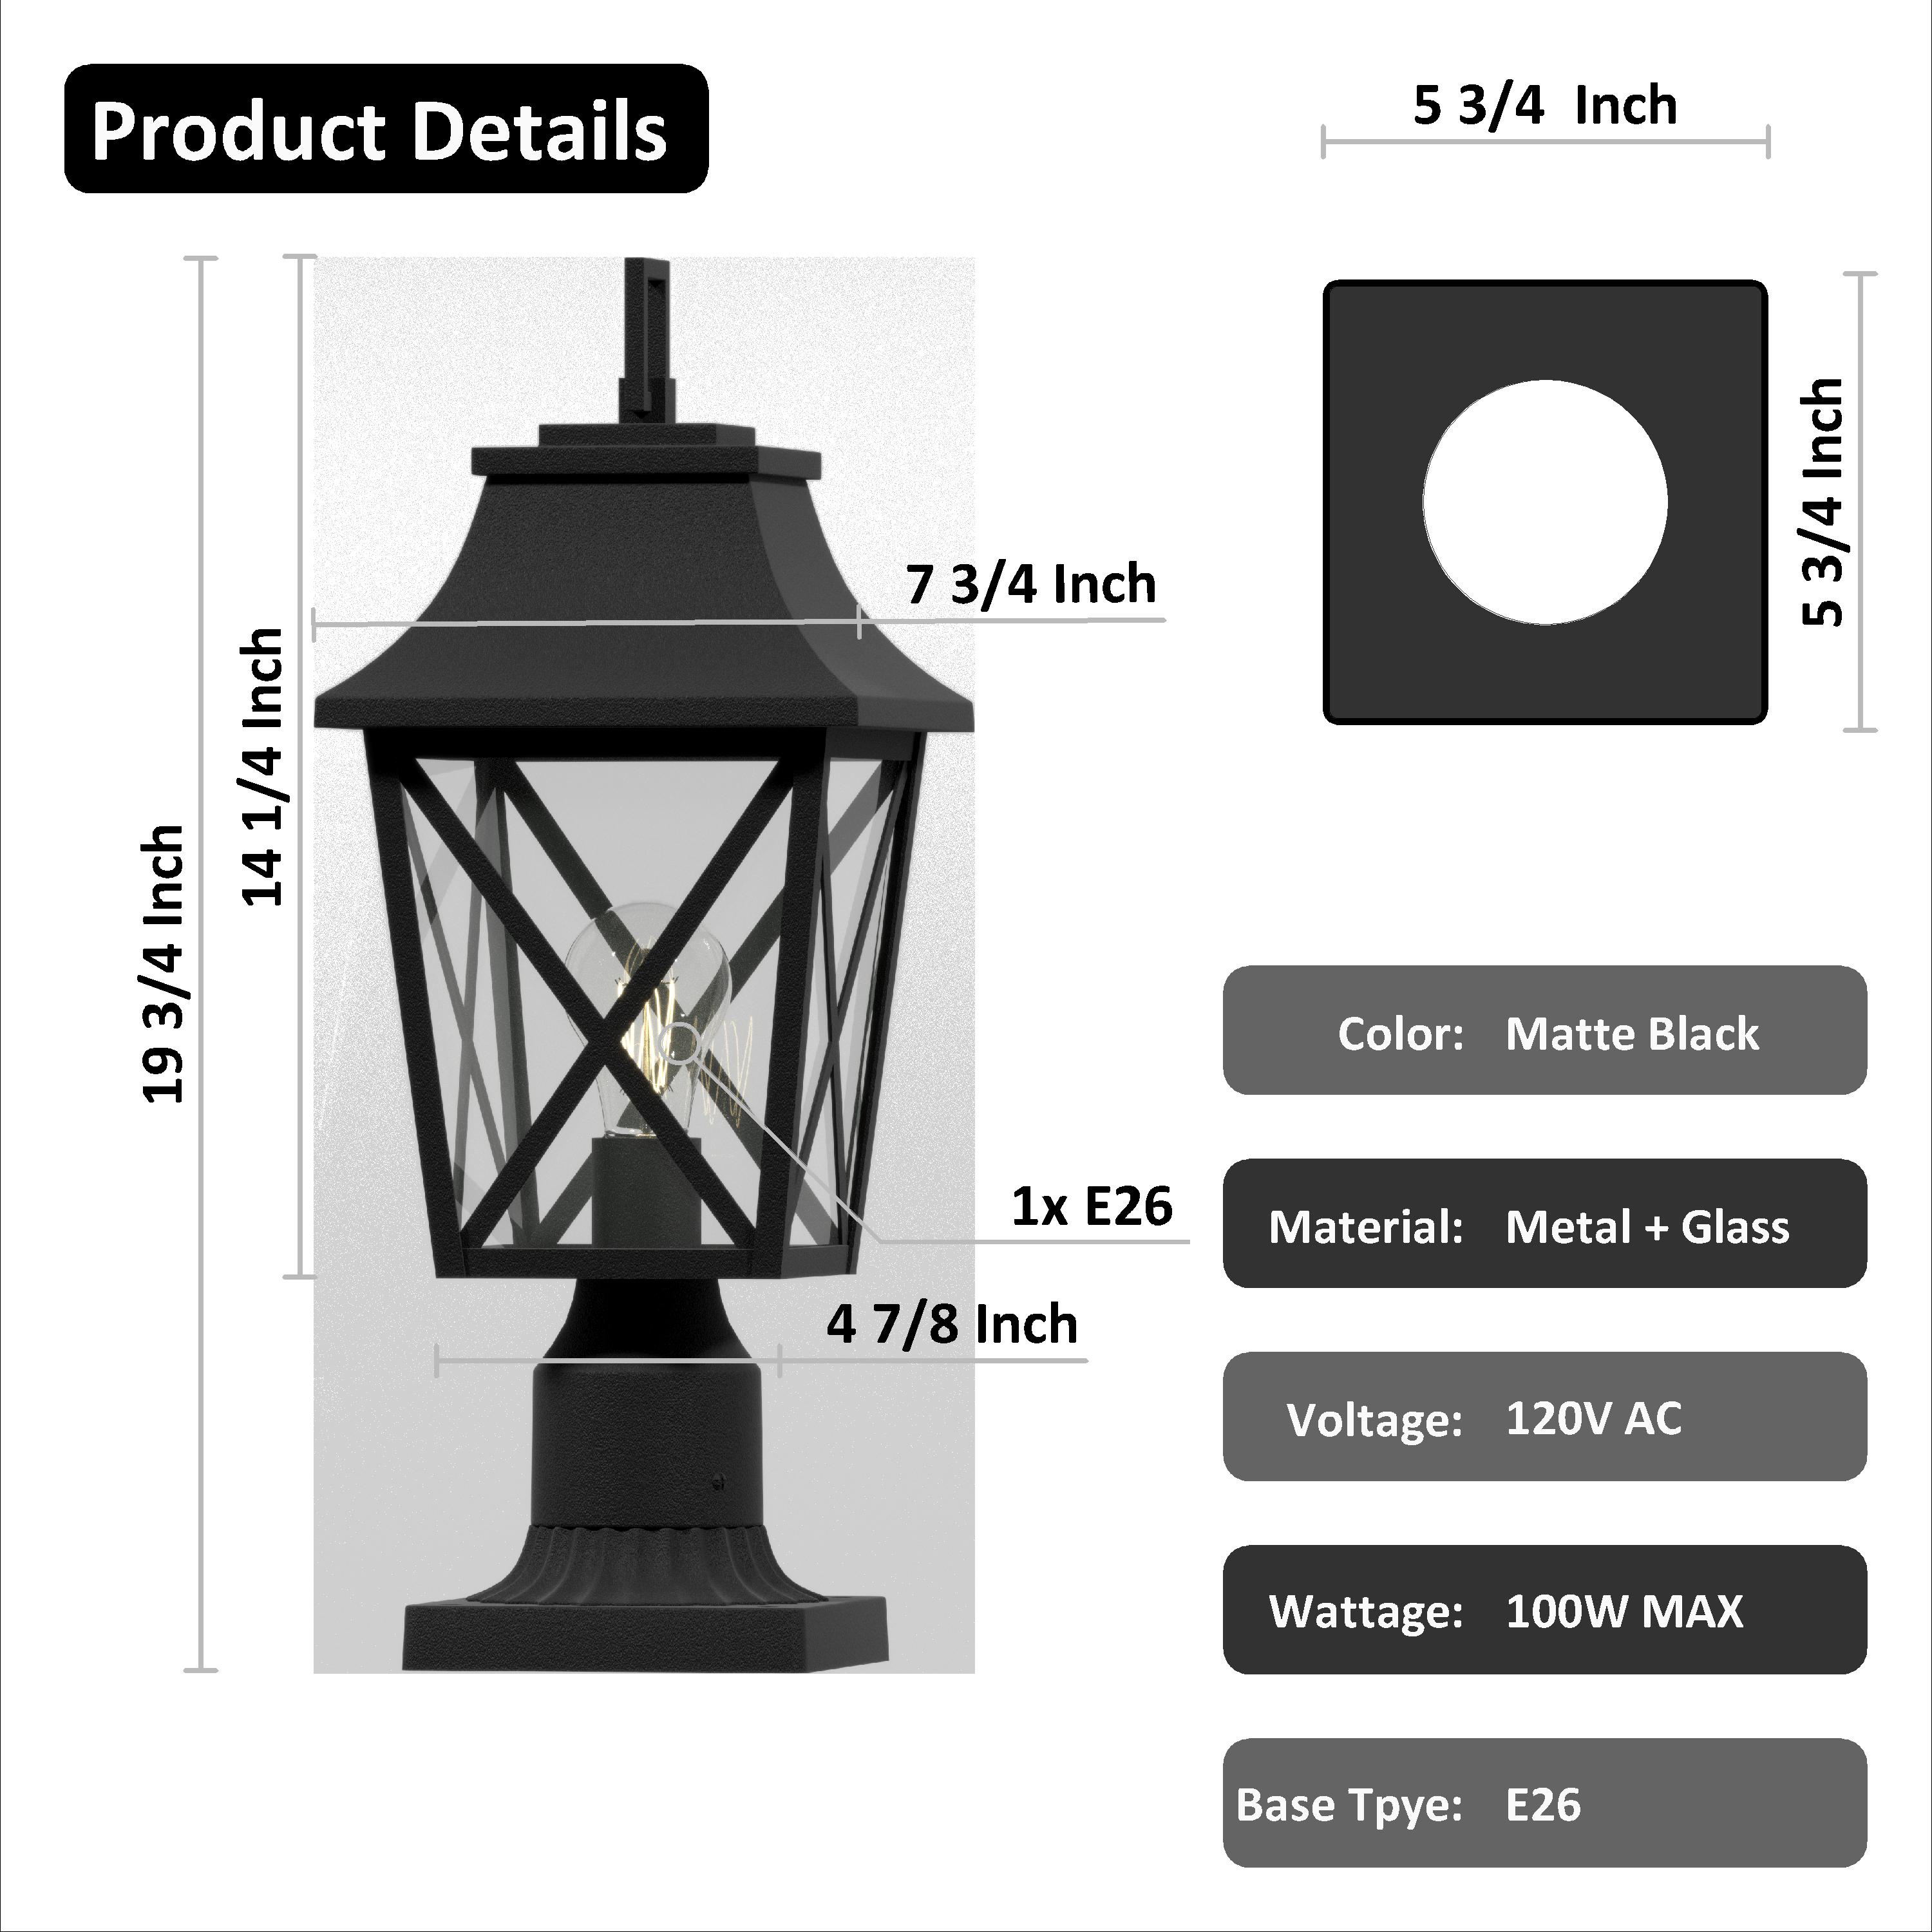 Product Details
5 3/4 Inch
5 3/4 Inch
7 3/4 Inch
14 1/4 Inch
19 3/4 Inch
1x E26
4 7/8 Inch
Color: Matte Black
Material: Metal + Glass
Voltage: 120V AC
Wattage: 100W MAX
Base Tpye: E26